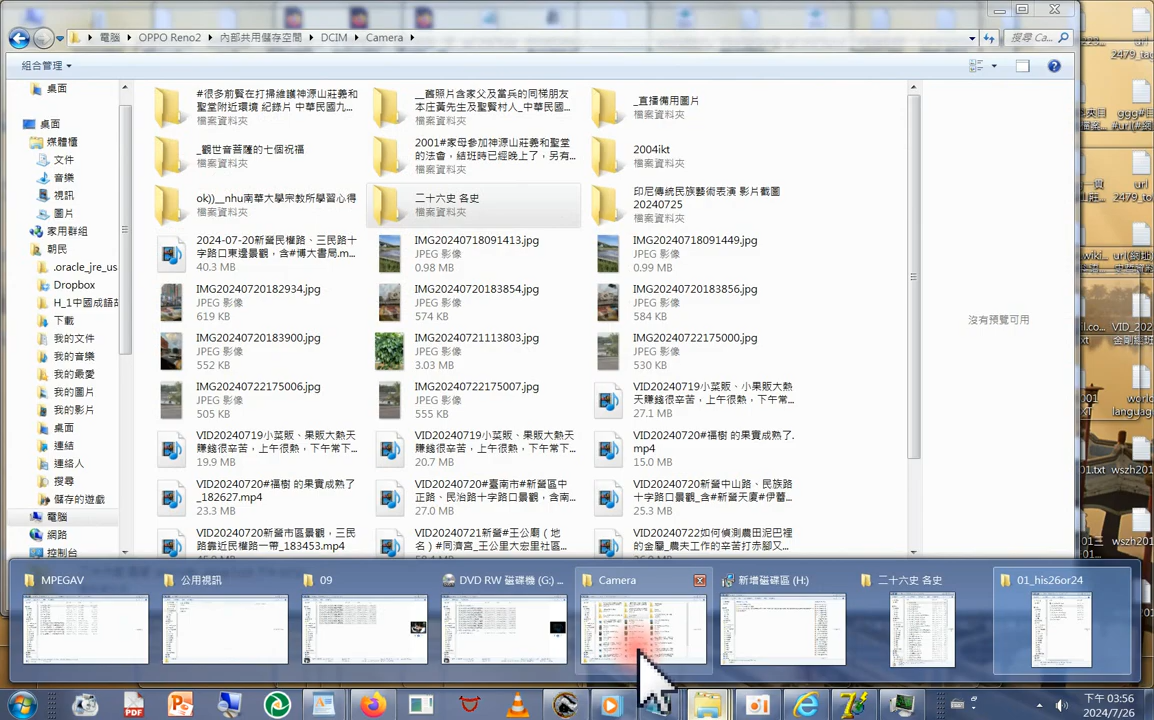 電腦 OPPO Reno2 內部共用儲存空間 DCIM Camera
搜尋 Ca...
組合管理
桌面
桌面
媒體櫃
文件
音樂
視訊
圖片
家用群組
朝民
.oracle_jre_us
Dropbox
下載
我的文件
我的音樂
我的最愛
我的圖片
我的影片
桌面
連結
連絡人
搜尋
儲存的遊戲
電腦
網路
控制台
#很多前賢在打掃維護神源山莊義和
聖堂附近環境 紀錄片 中華民國九...
檔案資料夾
__舊照片含家父及當兵的同梯朋友
本庄黃先生及聖賢村人_中華民國...
檔案資料夾
_直播備用圖片
檔案資料夾
_觀世音菩薩的七個祝福
檔案資料夾
2001#家母參加神源山莊義和聖堂
的法會，結班時已經晚上了，另有...
檔案資料夾
2004ikt
檔案資料夾
ok))__nhu南華大學宗教所學習心得
檔案資料夾
二十六史 各史
檔案資料夾
印尼傳統民族藝術表演 影片截圖
20240725
檔案資料夾
2024-07-20新營民權路、三民路十
字路口東邊景觀，含#博大書局.m...
40.3 MB
IMG20240718091413.jpg
JPEG 影像
0.98 MB
IMG20240718091449.jpg
JPEG 影像
0.99 MB
IMG20240720182934.jpg
JPEG 影像
619 KB
IMG20240720183854.jpg
JPEG 影像
574 KB
IMG20240720183856.jpg
JPEG 影像
584 KB
IMG20240720183900.jpg
JPEG 影像
552 KB
IMG20240721113803.jpg
JPEG 影像
3.03 MB
IMG20240722175000.jpg
JPEG 影像
530 KB
IMG20240722175006.jpg
JPEG 影像
505 KB
IMG20240722175007.jpg
JPEG 影像
555 KB
VID20240719小菜販、小果販大熱
天賺錢很辛苦，上午很熱，下午常...
27.1 MB
VID20240719小菜販、果販大熱天
賺錢很辛苦，上午很熱，下午常下...
19.9 MB
VID20240719小菜販、果販大熱天
賺錢很辛苦，上午很熱，下午常下...
20.7 MB
VID20240720#福樹 的果實成熟了.
mp4
15.0 MB
VID20240720#福樹 的果實成熟了
_182627.mp4
23.3 MB
VID20240720#臺南市#新營區中
正路、民治路十字路口景觀，含南...
27.0 MB
VID20240720新營中山路、民族路
十字路口景觀_含#新營天廈#伊蕾...
25.3 MB
VID20240720新營市區景觀，三民
路靠近民權路一帶_183453.mp4
VID20240721新營#王公廟（地
名）#同濟宮_王公里大宏里社區...
VID20240722如何偵測農田泥巴裡
的金屬_農夫工作的辛苦打赤腳又...
沒有預覽可用
MPEGAV
公用視訊
09
DVD RW 磁碟機 (G:) ...
Camera
新增磁碟區 (H:)
二十六史 各史
01_his26or24
下午 03:56
2024/7/26